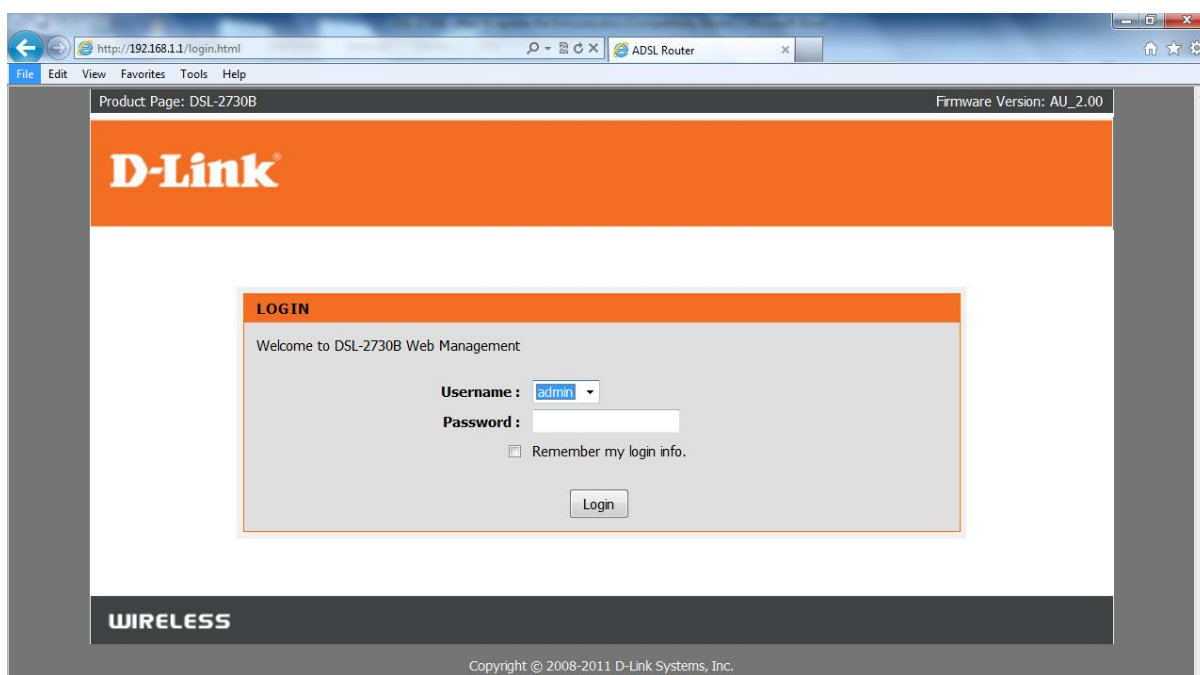 http://192.168.1.1/login.html
ADSL Router
File Edit View Favorites Tools Help
Product Page: DSL-2730B
Firmware Version: AU_2.00
D-Link®
LOGIN
Welcome to DSL-2730B Web Management
Username : admin
Password :
Remember my login info.
Login
WIRELESS
Copyright © 2008-2011 D-Link Systems, Inc.